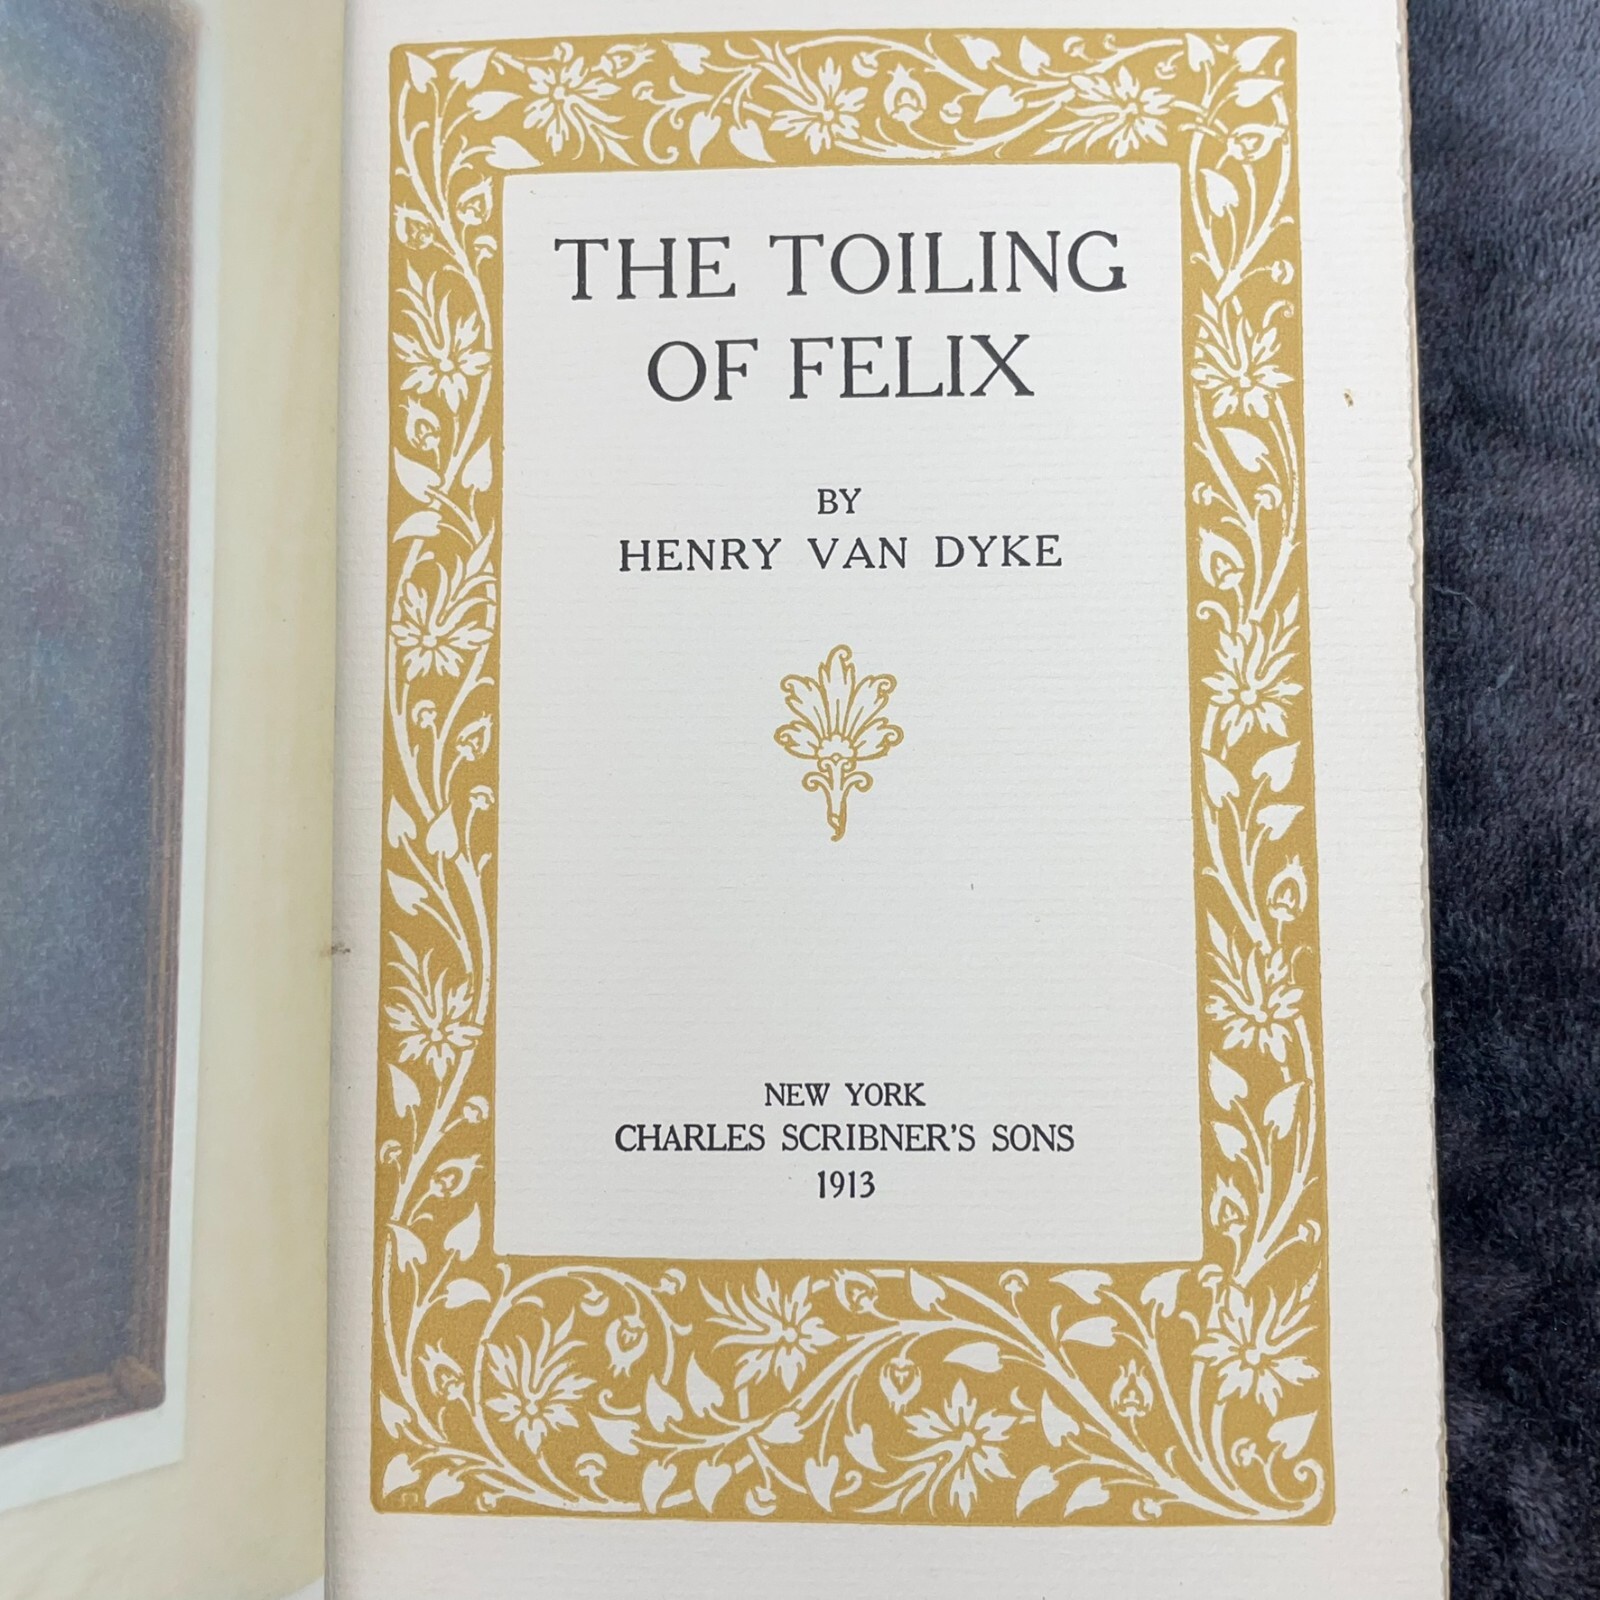 THE TOILING
OF FELIX
BY
HENRY VAN DYKE
NEW YORK
CHARLES SCRIBNER'S SONS
1913